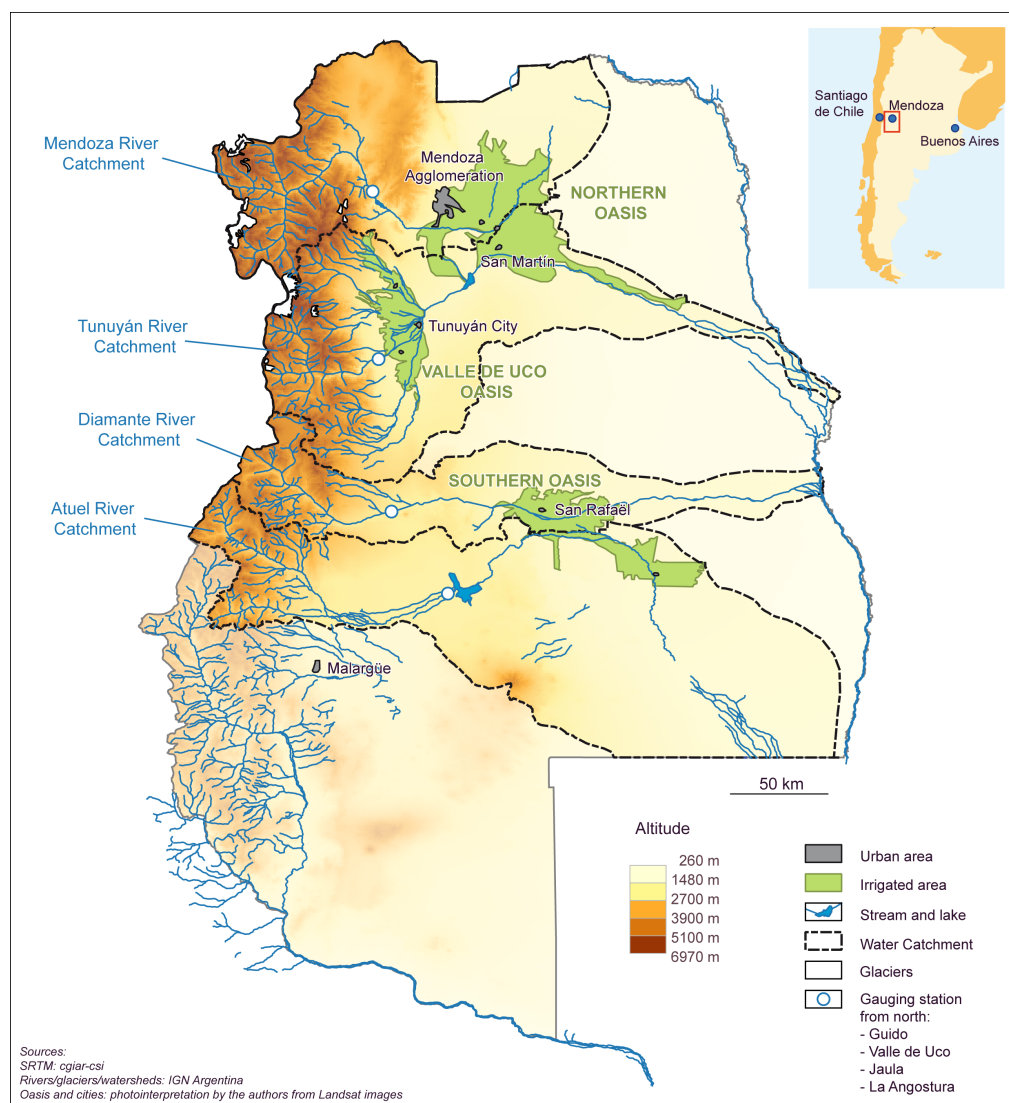 Santiago
de Chile
Mendoza
Buenos Aires
Mendoza River
Catchment
Mendoza
Agglomeration
NORTHERN
OASIS
San Martín
Tunuyán River
Catchment
Tunuyán City
VALLE DE UCO
OASIS
Diamante River
Catchment
SOUTHERN OASIS
San Rafaël
Atuel River
Catchment
Malargüe
50 km
Altitude
260 m
1480 m
2700 m
3900 m
5100 m
6970 m
Urban area
Irrigated area
Stream and lake
Water Catchment
Glaciers
Gauging station
from north:
- Guido
- Valle de Uco
- Jaula
- La Angostura
Sources:
SRTM: cgiar-csi
Rivers/glaciers/watersheds: IGN Argentina
Oasis and cities: photointerpretation by the authors from Landsat images